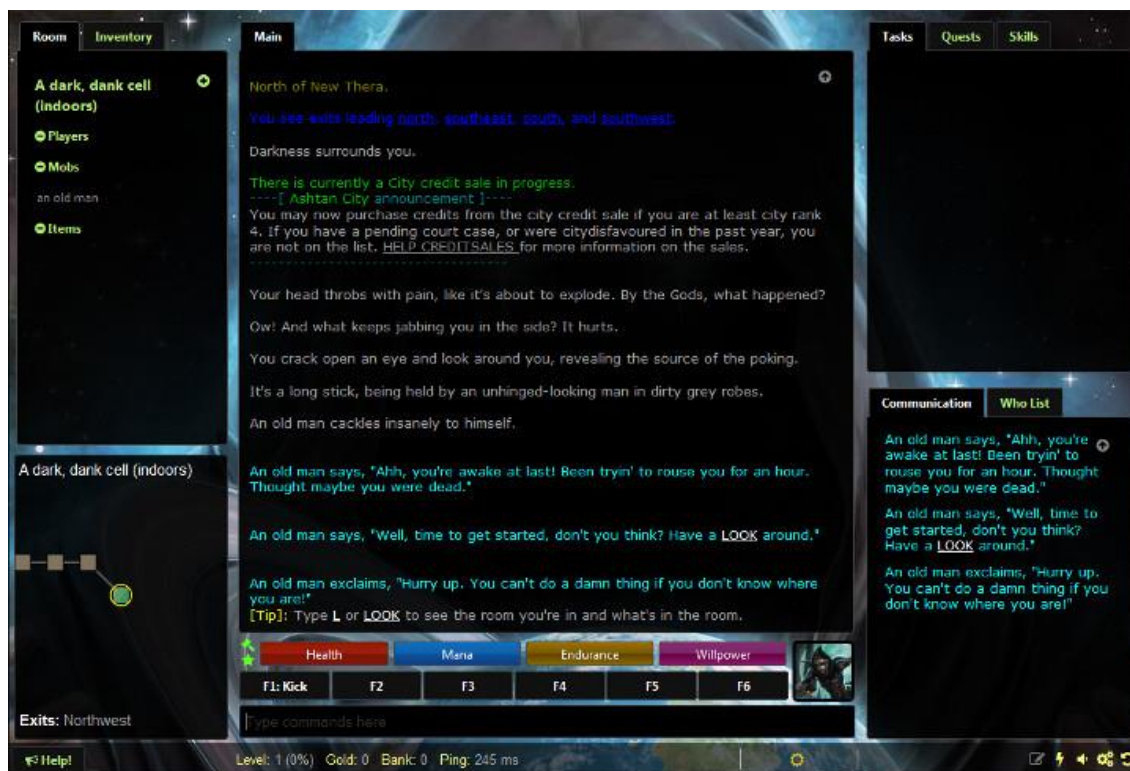 Room
Inventory
A dark, dank cell
(indoors)
Players
Mobs
an old man
Items
A dark, dank cell (indoors)
Exits: Northwest
Main
North of New Thera.
You see exits leading north, southeast, south, and southwest.
Darkness surrounds you.
There is currently a City credit sale in progress.
----[ Ashtan City announcement ]----
You may now purchase credits from the city credit sale if you are at least city rank
4. If you have a pending court case, or were citydisfavoured in the past year, you
are not on the list. HELP CREDITSALES for more information on the sales.
-----------------------------------
Your head throbs with pain, like it's about to explode. By the Gods, what happened?
Ow! And what keeps jabbing you in the side? It hurts.
You crack open an eye and look around you, revealing the source of the poking.
It's a long stick, being held by an unhinged-looking man in dirty grey robes.
An old man cackles insanely to himself.
An old man says, "Ahh, you're awake at last! Been tryin' to rouse you for an hour.
Thought maybe you were dead."
An old man says, "Well, time to get started, don't you think? Have a LOOK around."
An old man exclaims, "Hurry up. You can't do a damn thing if you don't know where
you are!"
[Tip]: Type L or LOOK to see the room you're in and what's in the room.
Health
Mana
Endurance
Willpower
F1: Kick
F2
F3
F4
F5
F6
Type commands here
Tasks
Quests
Skills
Communication
Who List
An old man says, "Ahh, you're
awake at last! Been tryin' to
rouse you for an hour. Thought
maybe you were dead."
An old man says, "Well, time to
get started, don't you think?
Have a LOOK around."
An old man exclaims, "Hurry up.
You can't do a damn thing if you
don't know where you are!"
Help!
Level: 1 (0%) Gold: 0 Bank: 0 Ping: 245 ms